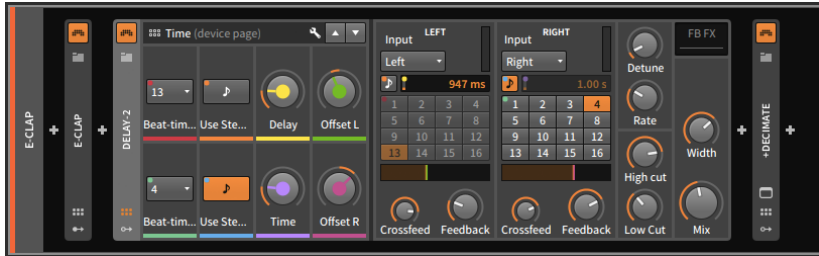 E-CLAP
E-CLAP
DELAY-2
Time (device page)
13
Beat-tim...
Use Ste...
Delay
Offset L
4
Beat-tim...
Use Ste...
Time
Offset R
LEFT
Input
Left
947 ms
1 2 3 4
5 6 7 8
9 10 11 12
13 14 15 16
Crossfeed
Feedback
RIGHT
Input
Right
1.00 s
1 2 3 4
5 6 7 8
9 10 11 12
13 14 15 16
Crossfeed
Feedback
Detune
Rate
High cut
Low Cut
FB FX
Width
Mix
+DECIMATE